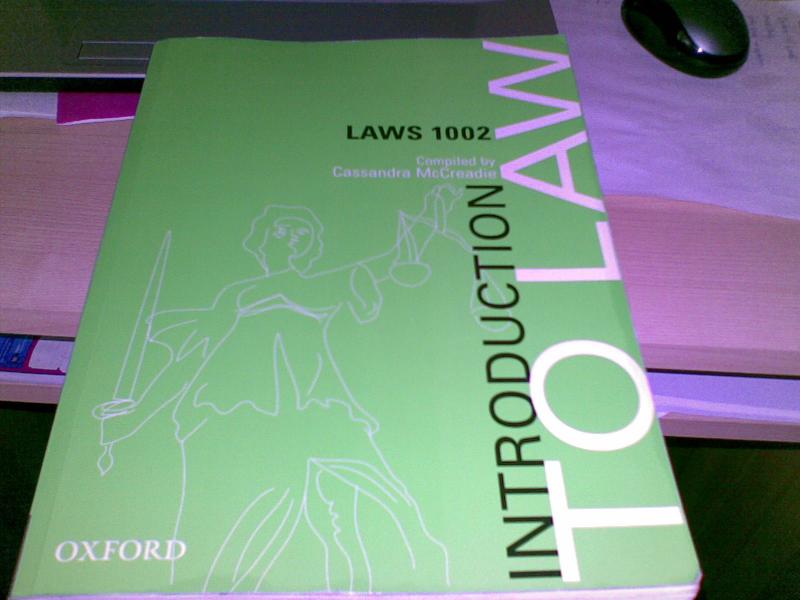 LAWS 1002
Compiled by
Cassandra McCreadie
INTRODUCTION
TO LAW
OXFORD